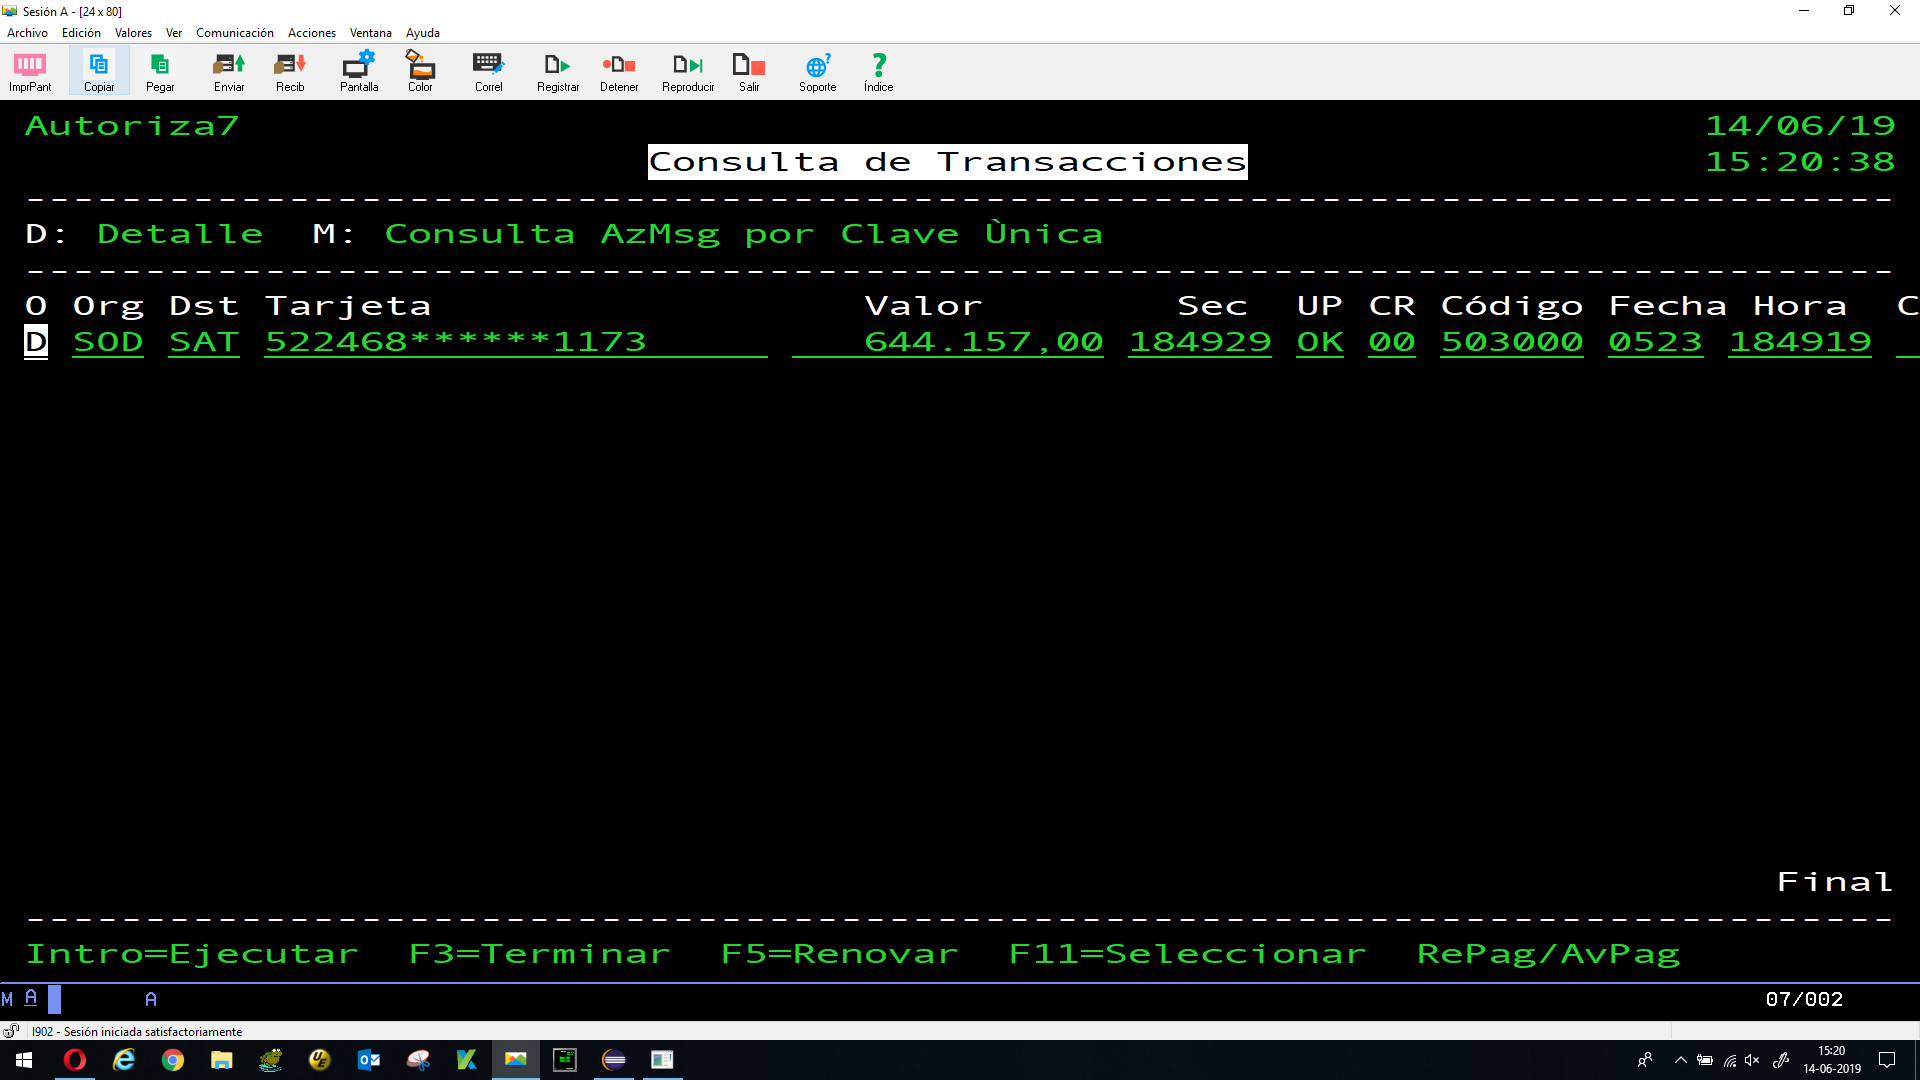 Sesión A - [24 x 80]
Archivo Edición Valores Ver Comunicación Acciones Ventana Ayuda
ImprPant Copiar Pegar Enviar Recib Pantalla Color Correl Registrar Detener Reproducir Salir Soporte Índice
Autoriza7 14/06/19
Consulta de Transacciones 15:20:38
------------------------------------------------------------------------------
D: Detalle M: Consulta AzMsg por Clave Ùnica
------------------------------------------------------------------------------
O Org Dst Tarjeta Valor Sec UP CR Código Fecha Hora C
D SOD SAT 522468******1173 644.157,00 184929 OK 00 503000 0523 184919
Final
------------------------------------------------------------------------------
Intro=Ejecutar F3=Terminar F5=Renovar F11=Seleccionar RePag/AvPag
M A A 07/002
I902 - Sesión iniciada satisfactoriamente
15:20
14-06-2019